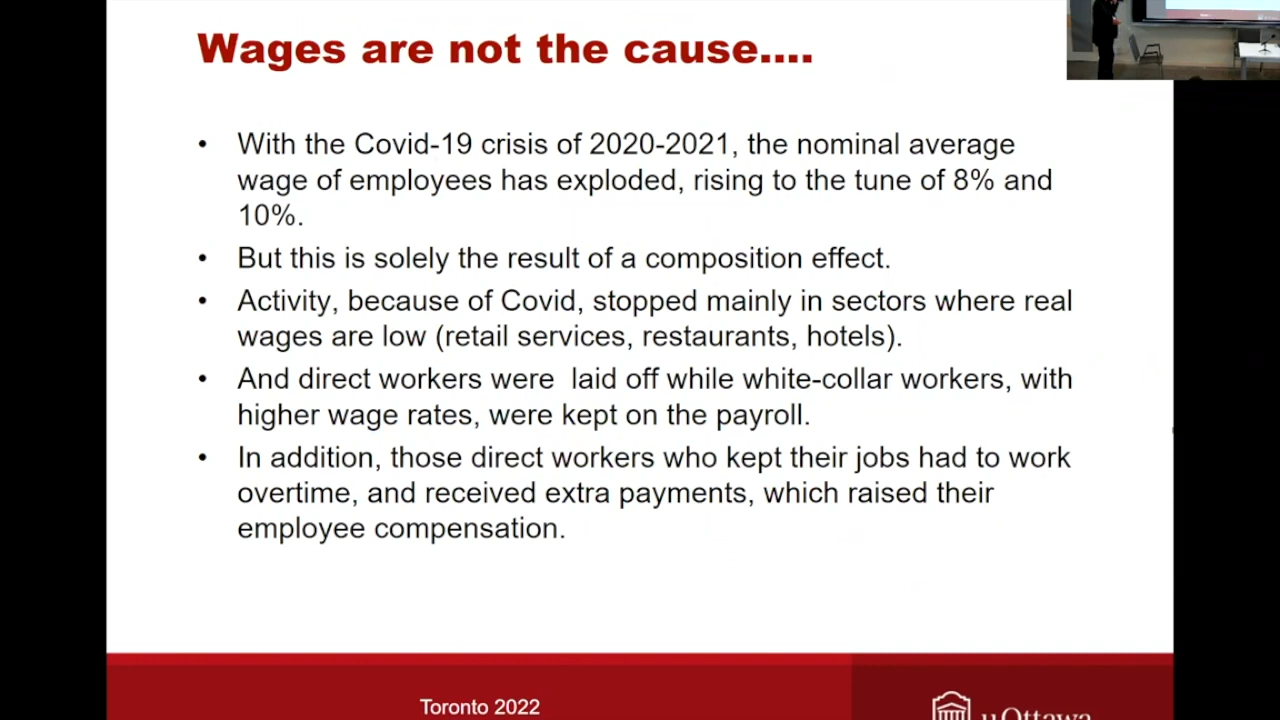 Wages are not the cause....
• With the Covid-19 crisis of 2020-2021, the nominal average
wage of employees has exploded, rising to the tune of 8% and
10%.
• But this is solely the result of a composition effect.
• Activity, because of Covid, stopped mainly in sectors where real
wages are low (retail services, restaurants, hotels).
• And direct workers were  laid off while white-collar workers, with
higher wage rates, were kept on the payroll.
• In addition, those direct workers who kept their jobs had to work
overtime, and received extra payments, which raised their
employee compensation.
Toronto 2022
uOttawa